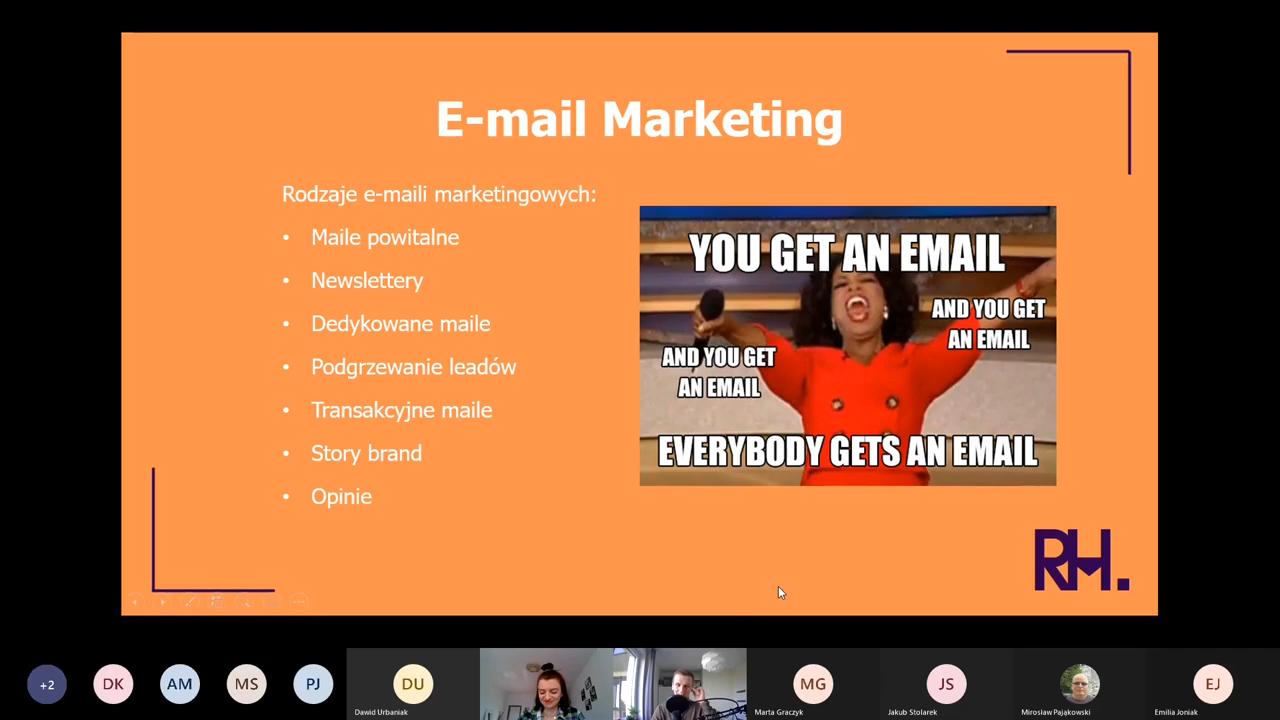 E-mail Marketing
Rodzaje e-maili marketingowych:
• Maile powitalne
• Newslettery
• Dedykowane maile
• Podgrzewanie leadów
• Transakcyjne maile
• Story brand
• Opinie
YOU GET AN EMAIL
AND YOU GET
AN EMAIL
AND YOU GET
AN EMAIL
EVERYBODY GETS AN EMAIL
RH.
+2
DK
AM
MS
PJ
DU
Dawid Urbaniak
MG
Marta Graczyk
JS
Jakub Stolarek
Mirosław Pająkowski
EJ
Emilia Joniak